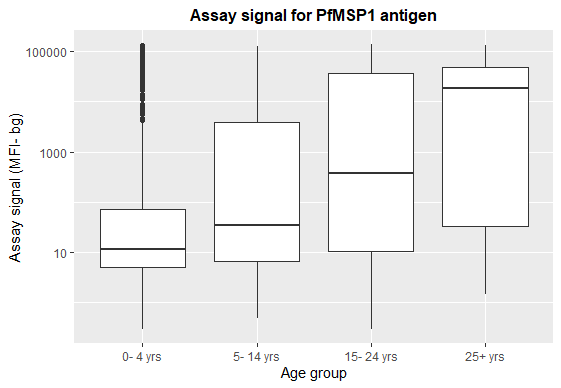 Assay signal for PfMSP1 antigen
100000
1000
10
Assay signal (MFI- bg)
0- 4 yrs
5- 14 yrs
15- 24 yrs
25+ yrs
Age group